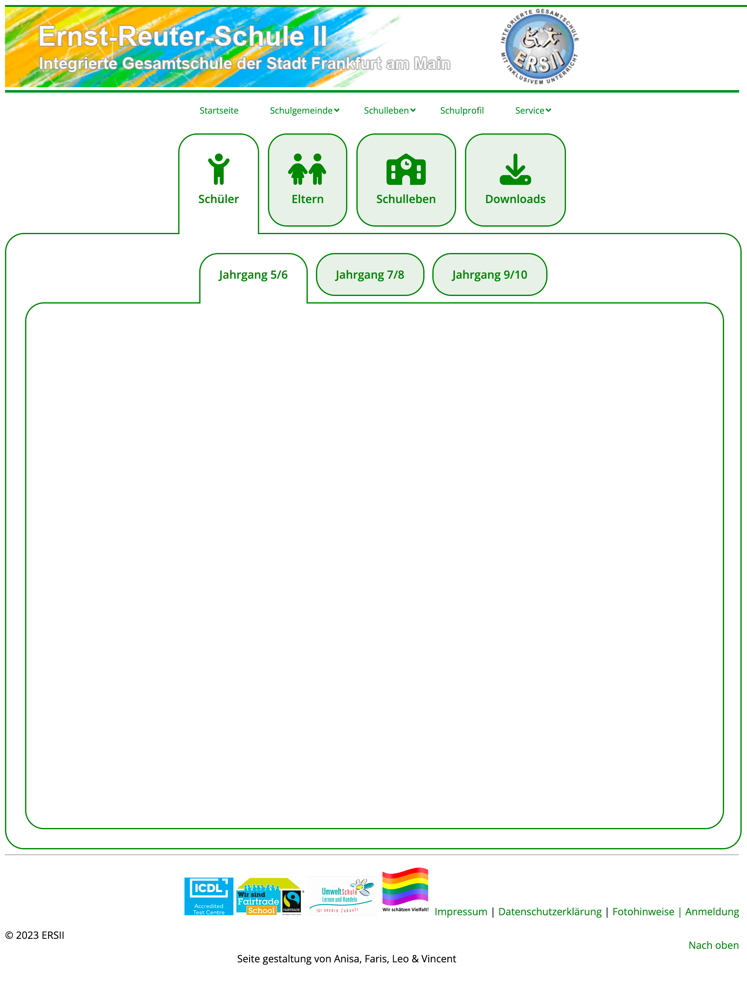 Ernst-Reuter-Schule II
Integrierte Gesamtschule der Stadt Frankfurt am Main
INTEGRIERTE GESAMTSCHULE
ERSII
MIT INKLUSIVEM UNTERRICHT
Startseite Schulgemeinde Schulleben Schulprofil Service
Schüler Eltern Schulleben Downloads
Jahrgang 5/6 Jahrgang 7/8 Jahrgang 9/10
ICDL
Accredited
Test Centre
Wir sind
Fairtrade
School
FAIRTRADE
UmweltSchule
Lernen und Handeln
für unsere Zukunft
Wir schätzen Vielfalt!
Impressum | Datenschutzerklärung | Fotohinweise | Anmeldung
© 2023 ERSII
Nach oben
Seite gestaltung von Anisa, Faris, Leo & Vincent